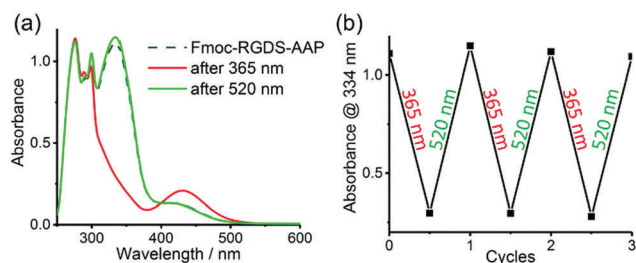 (a)
Absorbance
1.0
0.5
0.0
Fmoc-RGDS-AAP
after 365 nm
after 520 nm
300 400 500 600
Wavelength / nm
(b)
Absorbance @ 334 nm
1.0
0.5
365 nm 520 nm 365 nm 520 nm 365 nm 520 nm
0 1 2 3
Cycles